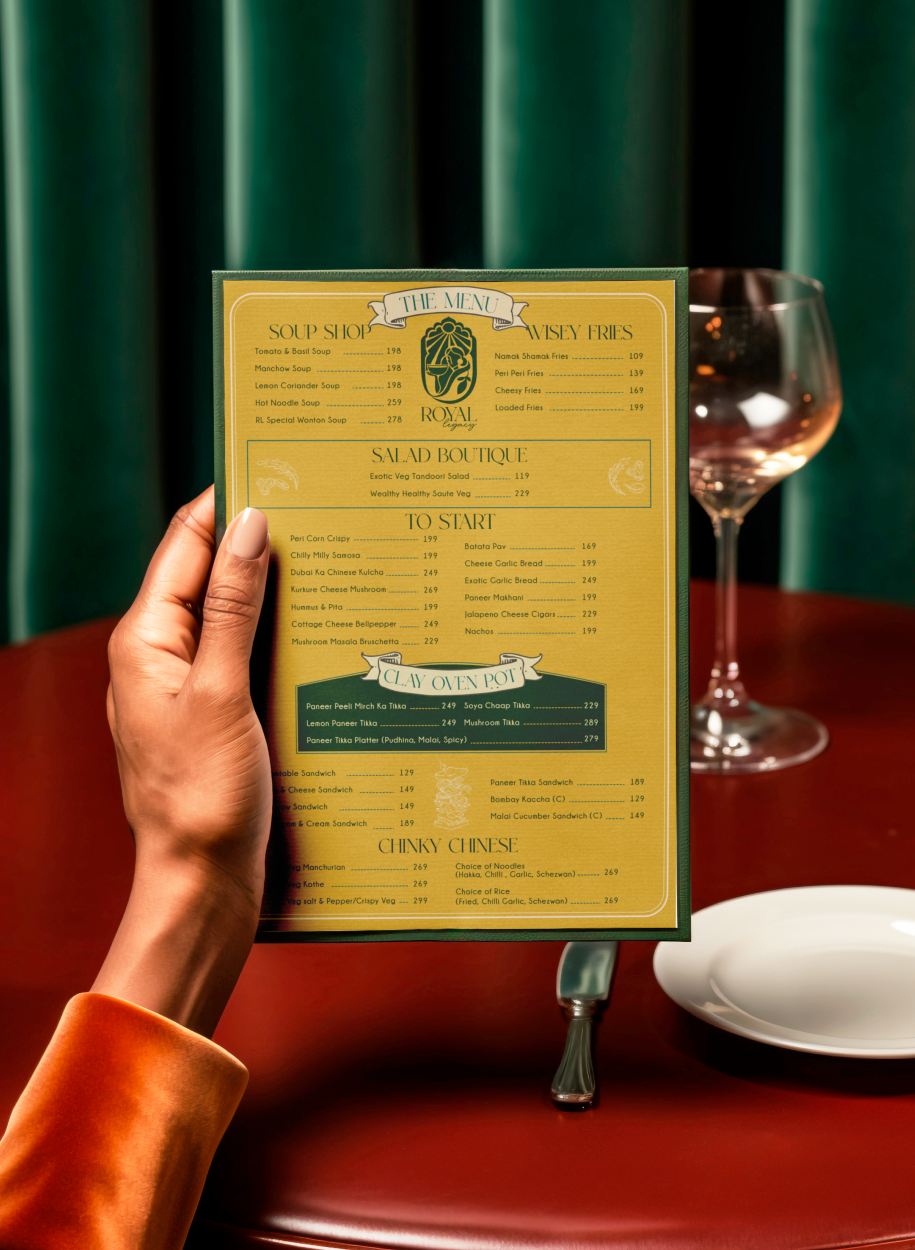 THE MENU
SOUP SHOP
Tomato & Basil Soup 198
Manchow Soup 198
Lemon Coriander Soup 198
Hot Noodle Soup 259
RL Special Wonton Soup 278
ROYAL
legacy
WISEY FRIES
Namak Shamak Fries 109
Peri Peri Fries 139
Cheesy Fries 169
Loaded Fries 199
SALAD BOUTIQUE
Exotic Veg Tandoori Salad 119
Wealthy Healthy Saute Veg 229
TO START
Peri Corn Crispy 199
Chilly Milly Samosa 199
Dubai Ka Chinese Kulcha 249
Kurkure Cheese Mushroom 269
Hummus & Pita 199
Cottage Cheese Bellpepper 249
Mushroom Masala Bruschetta 229
Batata Pav 169
Cheese Garlic Bread 199
Exotic Garlic Bread 249
Paneer Makhani 199
Jalapeno Cheese Cigars 229
Nachos 199
CLAY OVEN POT
Paneer Peeli Mirch Ka Tikka 249 Soya Chaap Tikka 229
Lemon Paneer Tikka 249 Mushroom Tikka 289
Paneer Tikka Platter (Pudhina, Malai, Spicy) 279
Sandwich 129
& Cheese Sandwich 149
Sandwich 149
& Cream Sandwich 189
Paneer Tikka Sandwich 189
Bombay Kaccha (C) 129
Malai Cucumber Sandwich (C) 149
CHINKY CHINESE
Manchurian 269
Kothe 269
Veg salt & Pepper/Crispy Veg 299
Choice of Noodles
(Hakka, Chilli , Garlic, Schezwan) 269
Choice of Rice
(Fried, Chilli Garlic, Schezwan) 269